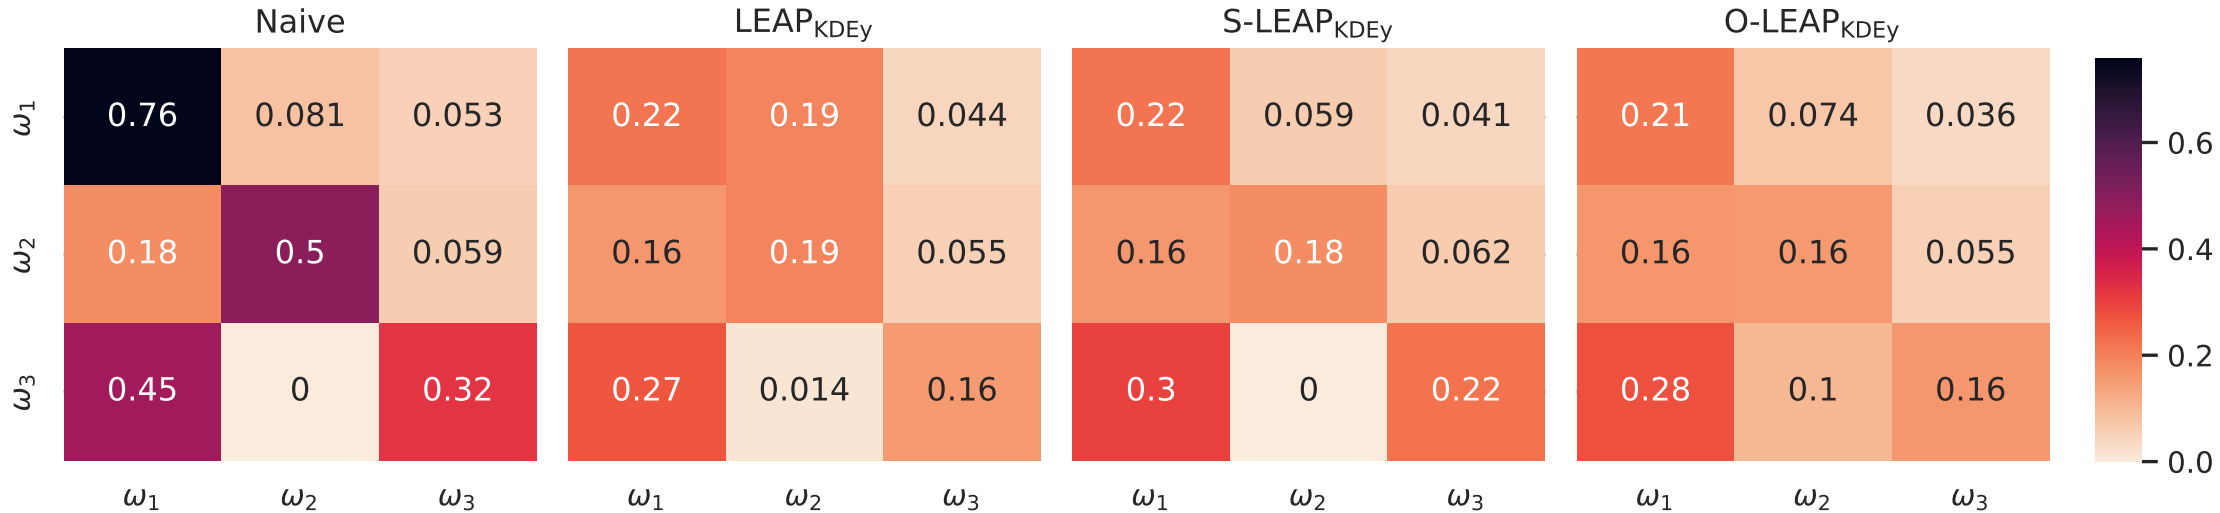 Naive LEAP_KDEy S-LEAP_KDEy O-LEAP_KDEy
ω₁ 0.76 0.081 0.053 0.22 0.19 0.044 0.22 0.059 0.041 0.21 0.074 0.036
0.6
0.4
ω₂ 0.18 0.5 0.059 0.16 0.19 0.055 0.16 0.18 0.062 0.16 0.16 0.055
0.2
ω₃ 0.45 0 0.32 0.27 0.014 0.16 0.3 0 0.22 0.28 0.1 0.16
0.0
ω₁ ω₂ ω₃ ω₁ ω₂ ω₃ ω₁ ω₂ ω₃ ω₁ ω₂ ω₃